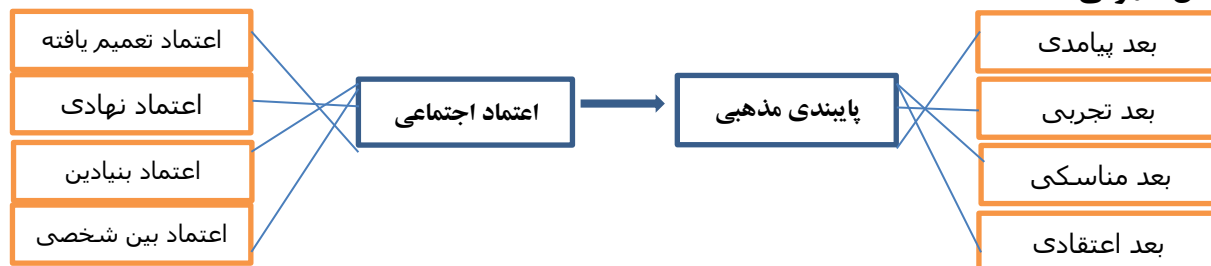 بعد پیامدی
بعد تجربی
بعد مناسکی
بعد اعتقادی
پایبندی مذهبی
اعتماد اجتماعی
اعتماد تعمیم یافته
اعتماد نهادی
اعتماد بنیادین
اعتماد بین شخصی